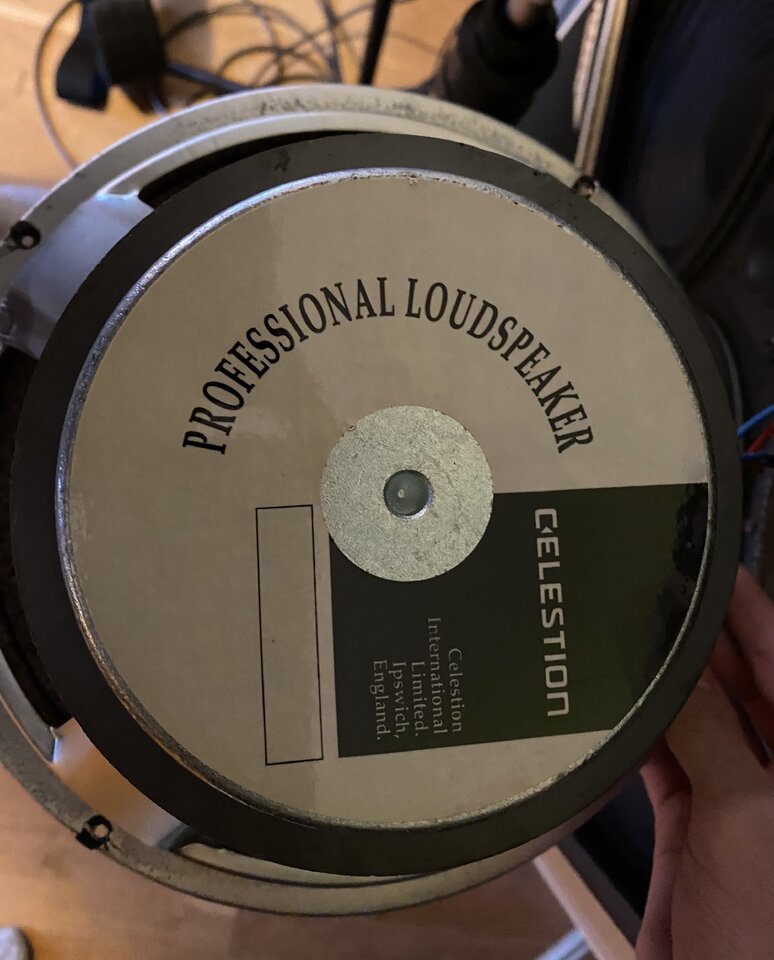 PROFESSIONAL LOUDSPEAKER
CELESTION
Celestion
International
Limited.
Ipswich,
England.